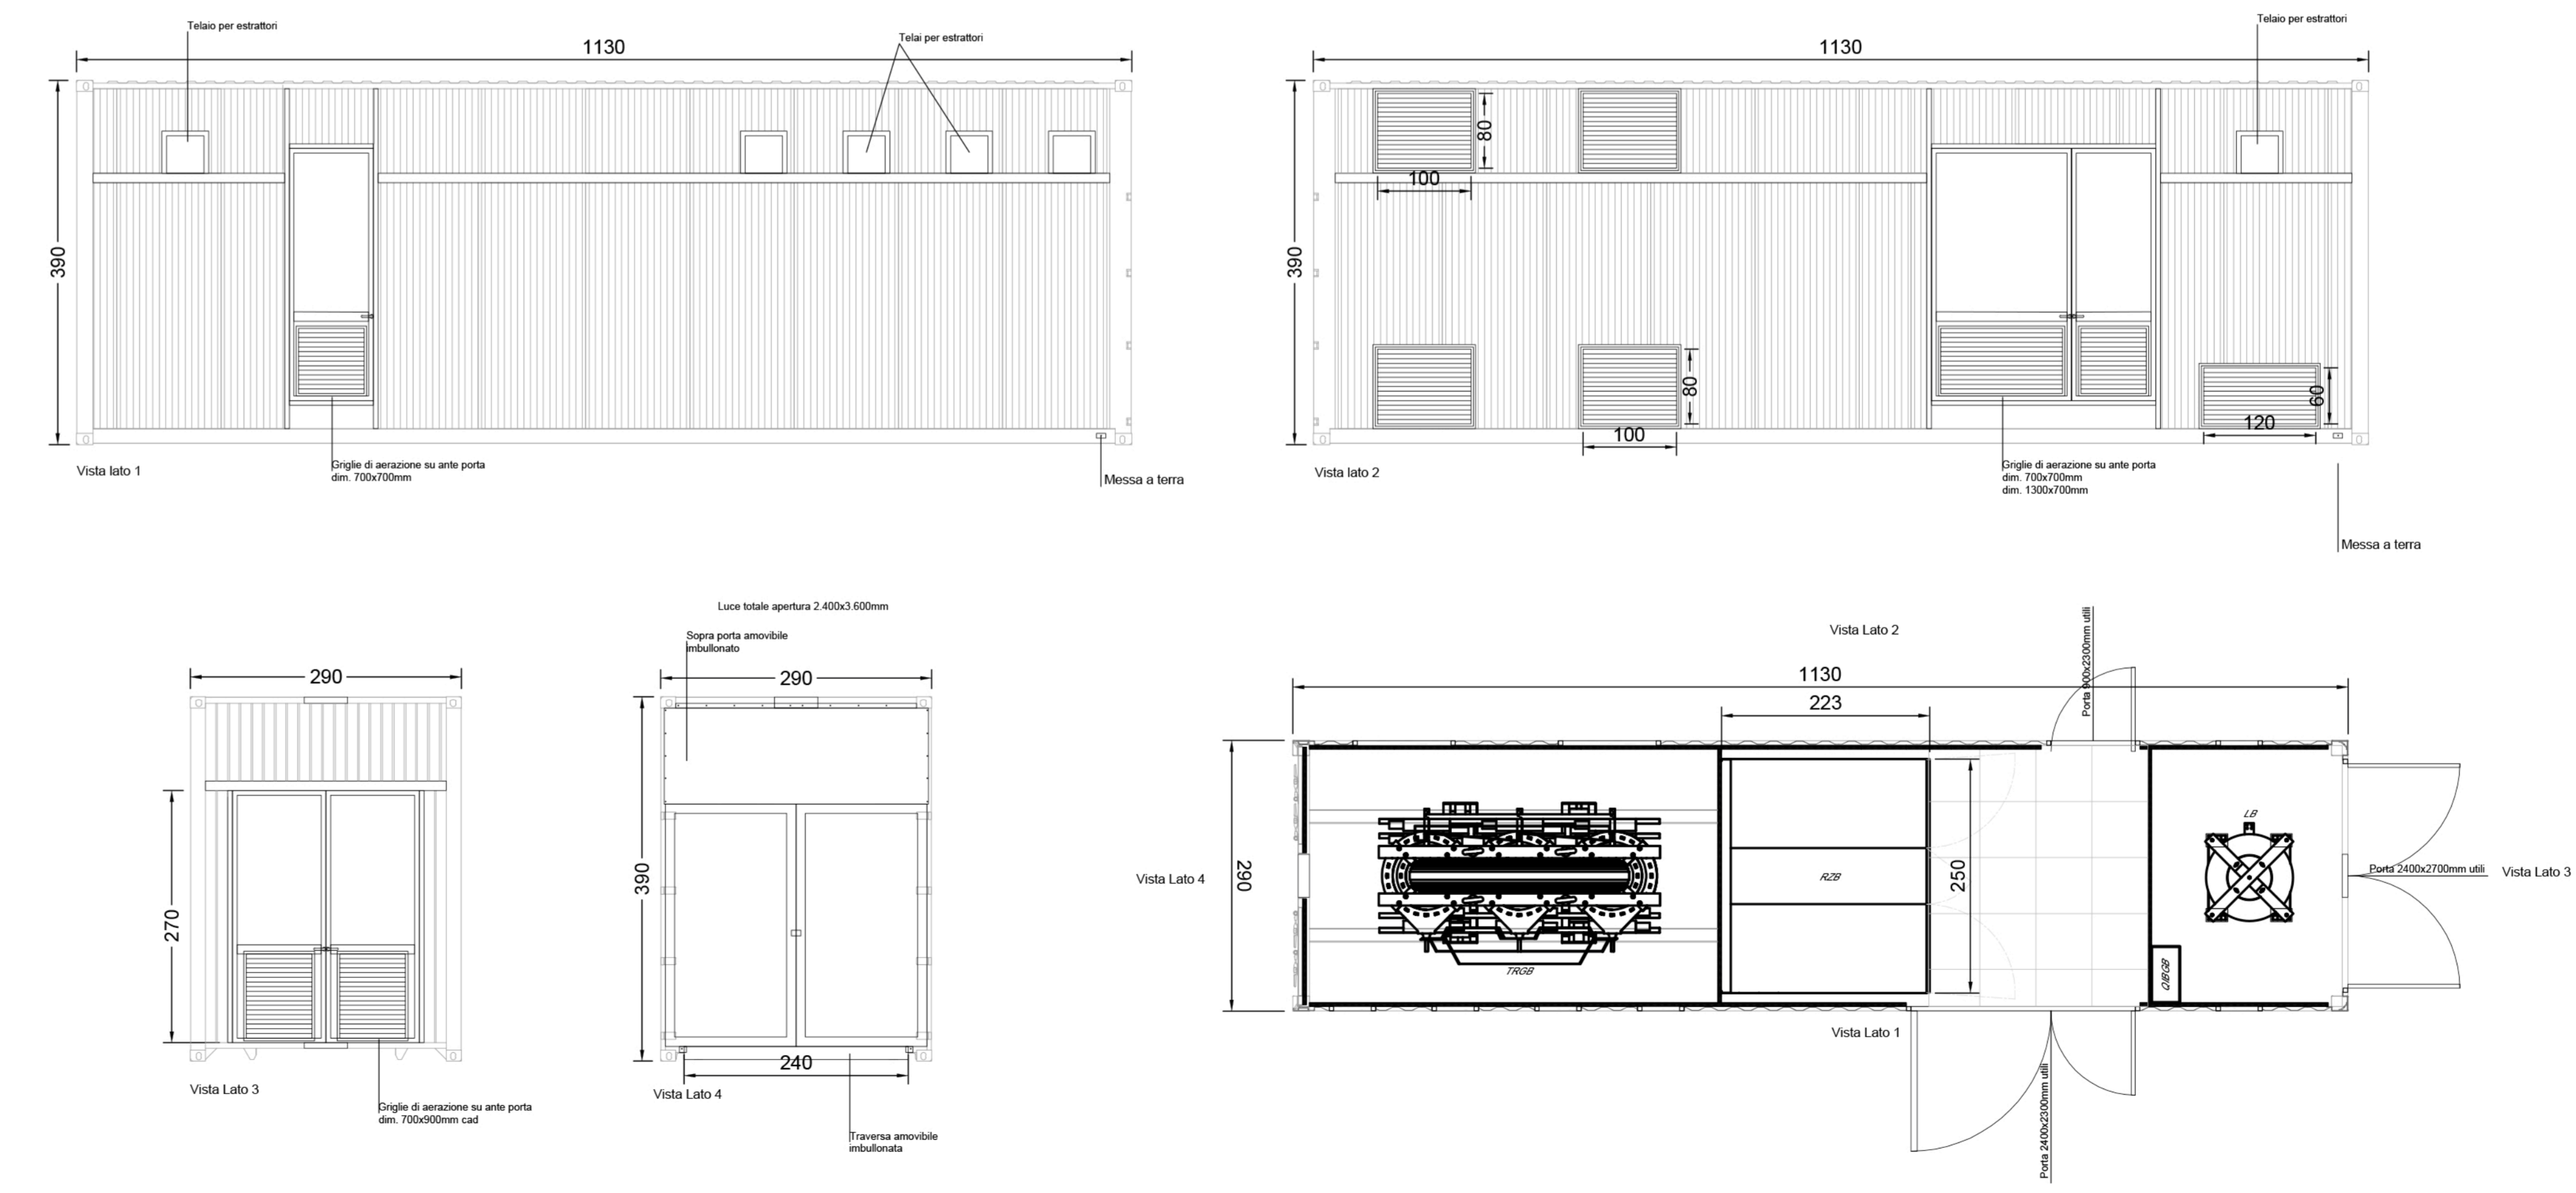 Telaio per estrattori
1130
Telai per estrattori
390
Vista lato 1
Griglie di aerazione su ante porta
dim. 700x700mm
Messa a terra
Telaio per estrattori
1130
390
80
100
80
100
60
120
Vista lato 2
Griglie di aerazione su ante porta
dim. 700x700mm
dim. 1300x700mm
Messa a terra
290
270
Vista Lato 3
Griglie di aerazione su ante porta
dim. 700x900mm cad
Luce totale apertura 2.400x3.600mm
Sopra porta amovibile
imbullonato
290
390
240
Vista Lato 4
Traversa amovibile
imbullonata
Vista Lato 2
Porta 900x2300mm utili
1130
223
290
Vista Lato 4
TRGB
RZB
250
LB
QIBGB
Porta 2400x2700mm utili
Vista Lato 3
Vista Lato 1
Porta 2400x2300mm utili